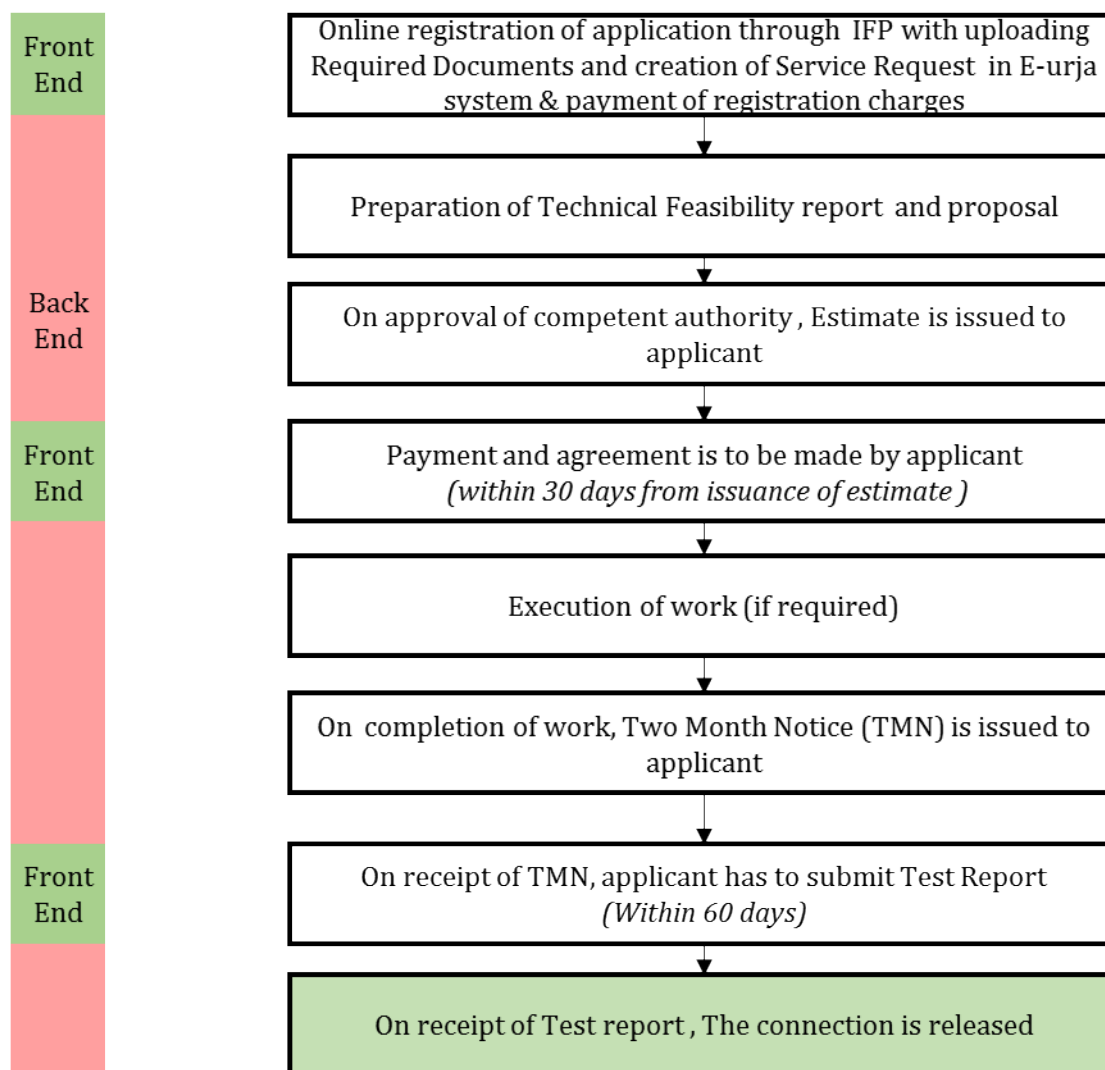 Front
End
Online registration of application through IFP with uploading
Required Documents and creation of Service Request in E-urja
system & payment of registration charges
Preparation of Technical Feasibility report and proposal
Back
End
On approval of competent authority , Estimate is issued to
applicant
Front
End
Payment and agreement is to be made by applicant
(within 30 days from issuance of estimate )
Execution of work (if required)
On completion of work, Two Month Notice (TMN) is issued to
applicant
Front
End
On receipt of TMN, applicant has to submit Test Report
(Within 60 days)
On receipt of Test report , The connection is released